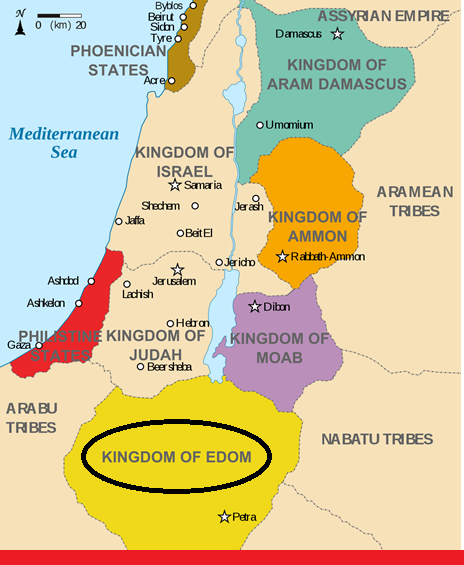 N
0 (km) 20
Byblos
Beirut
Sidon
Tyre
ASSYRIAN EMPIRE
Damascus
PHOENICIAN
STATES
KINGDOM OF
ARAM DAMASCUS
Acre
Mediterranean
Sea
Umomium
KINGDOM OF
ISRAEL
Samaria
Shechem
Jerash
ARAMEAN
TRIBES
Jaffa
KINGDOM OF
AMMON
Beit El
Rabbath-Ammon
Jericho
Ashdod
Jerusalem
Lachish
Ashkelon
Dibon
Hebron
PHILISTINE
STATES
Gaza
KINGDOM OF
JUDAH
KINGDOM OF
MOAB
Beersheba
ARABU
TRIBES
NABATU TRIBES
KINGDOM OF EDOM
Petra